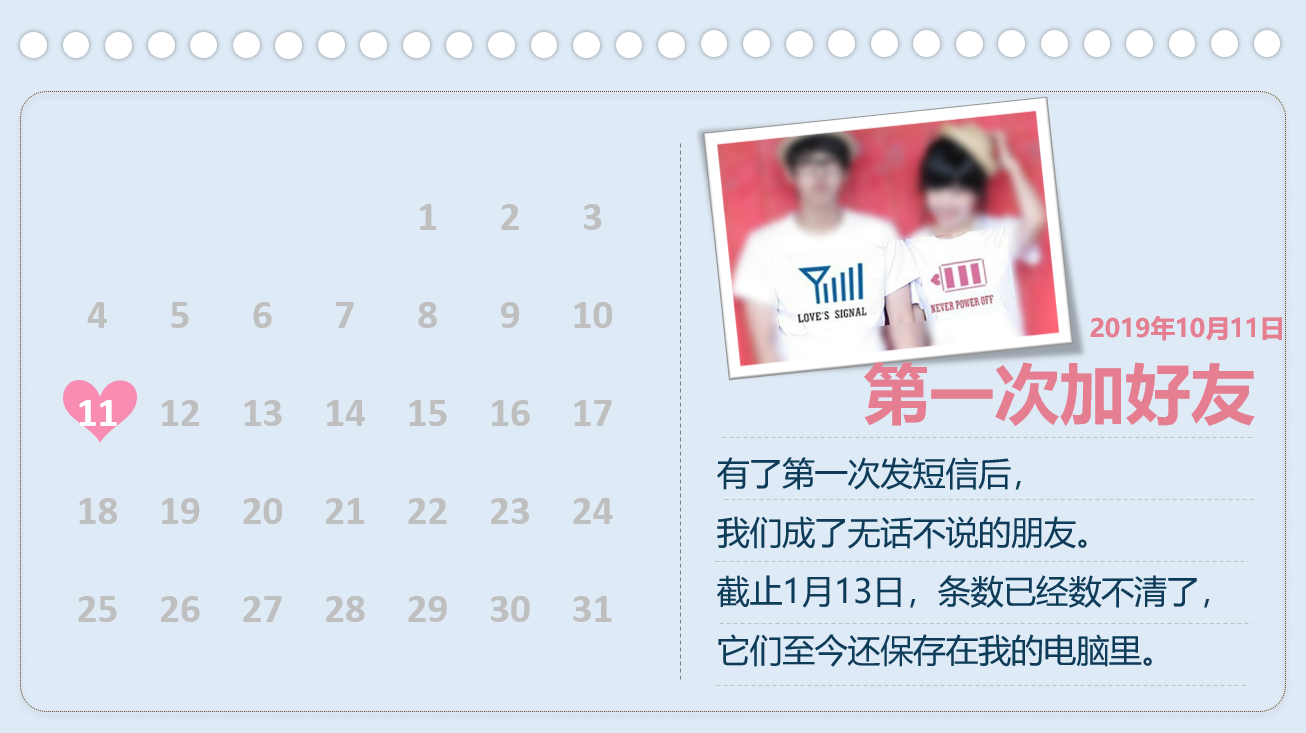 1 2 3
4 5 6 7 8 9 10
11 12 13 14 15 16 17
18 19 20 21 22 23 24
25 26 27 28 29 30 31
LOVE'S SIGNAL
NEVER POWER OFF
2019年10月11日
第一次加好友
有了第一次发短信后，
我们成了无话不说的朋友。
截止1月13日，条数已经数不清了，
它们至今还保存在我的电脑里。